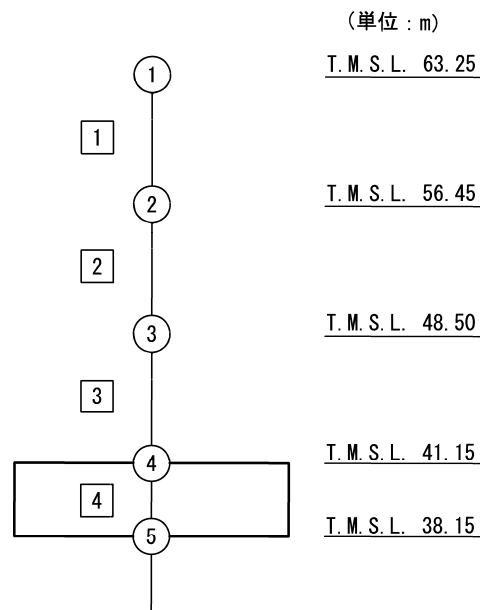 (単位：m)
① T.M.S.L. 63.25
1
② T.M.S.L. 56.45
2
③ T.M.S.L. 48.50
3
④ T.M.S.L. 41.15
4
⑤ T.M.S.L. 38.15